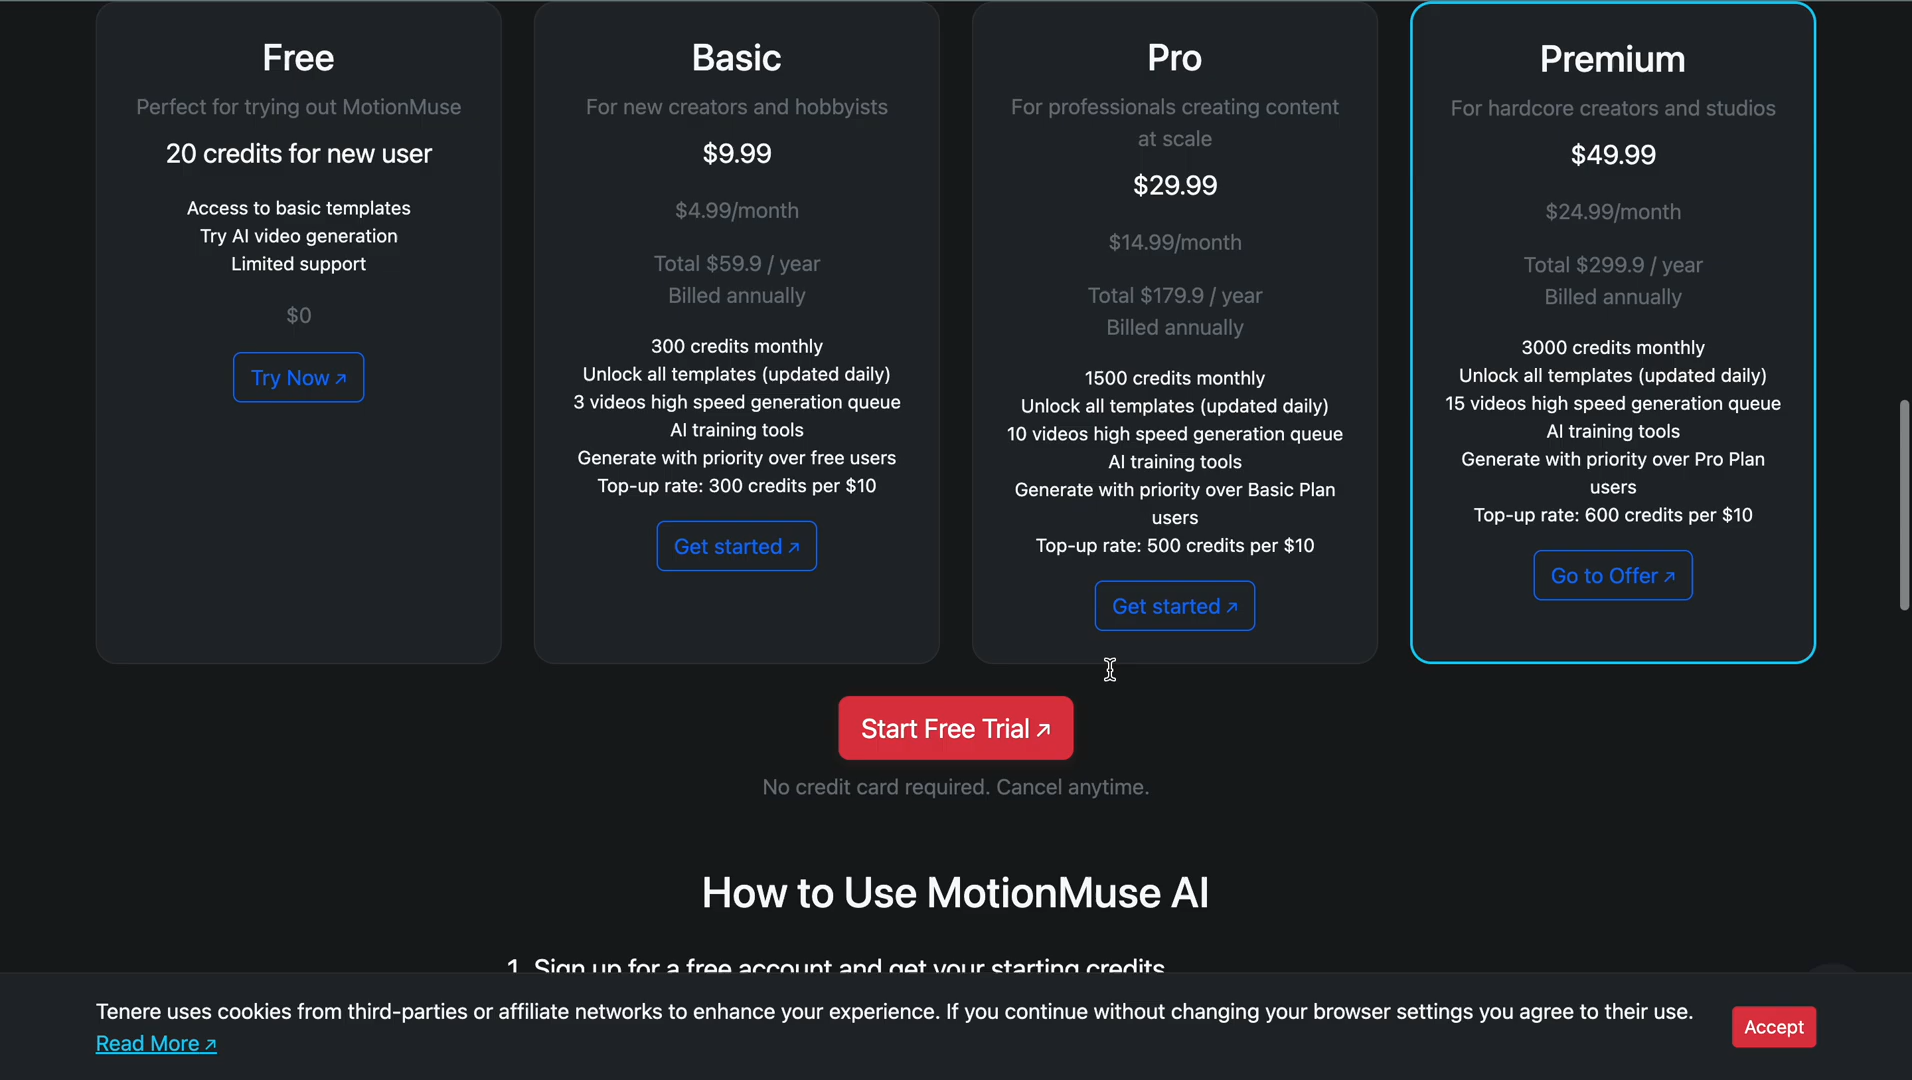 Free
Perfect for trying out MotionMuse
20 credits for new user
Access to basic templates
Try AI video generation
Limited support
$0
Try Now ↗
Basic
For new creators and hobbyists
$9.99
$4.99/month
Total $59.9 / year
Billed annually
300 credits monthly
Unlock all templates (updated daily)
3 videos high speed generation queue
AI training tools
Generate with priority over free users
Top-up rate: 300 credits per $10
Get started ↗
Pro
For professionals creating content
at scale
$29.99
$14.99/month
Total $179.9 / year
Billed annually
1500 credits monthly
Unlock all templates (updated daily)
10 videos high speed generation queue
AI training tools
Generate with priority over Basic Plan
users
Top-up rate: 500 credits per $10
Get started ↗
Premium
For hardcore creators and studios
$49.99
$24.99/month
Total $299.9 / year
Billed annually
3000 credits monthly
Unlock all templates (updated daily)
15 videos high speed generation queue
AI training tools
Generate with priority over Pro Plan
users
Top-up rate: 600 credits per $10
Go to Offer ↗
Start Free Trial ↗
No credit card required. Cancel anytime.
How to Use MotionMuse AI
1. Sign up for a free account and get your starting credits
Tenere uses cookies from third-parties or affiliate networks to enhance your experience. If you continue without changing your browser settings you agree to their use.
Read More ↗
Accept